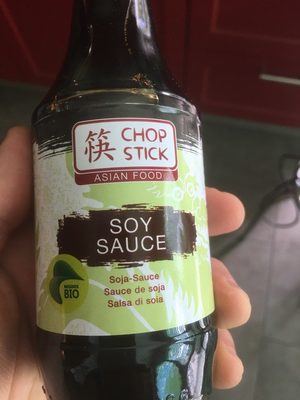 筷 CHOP
STICK
ASIAN FOOD
SOY
SAUCE
Soja-Sauce
Sauce de soja
Salsa di soia
BIO